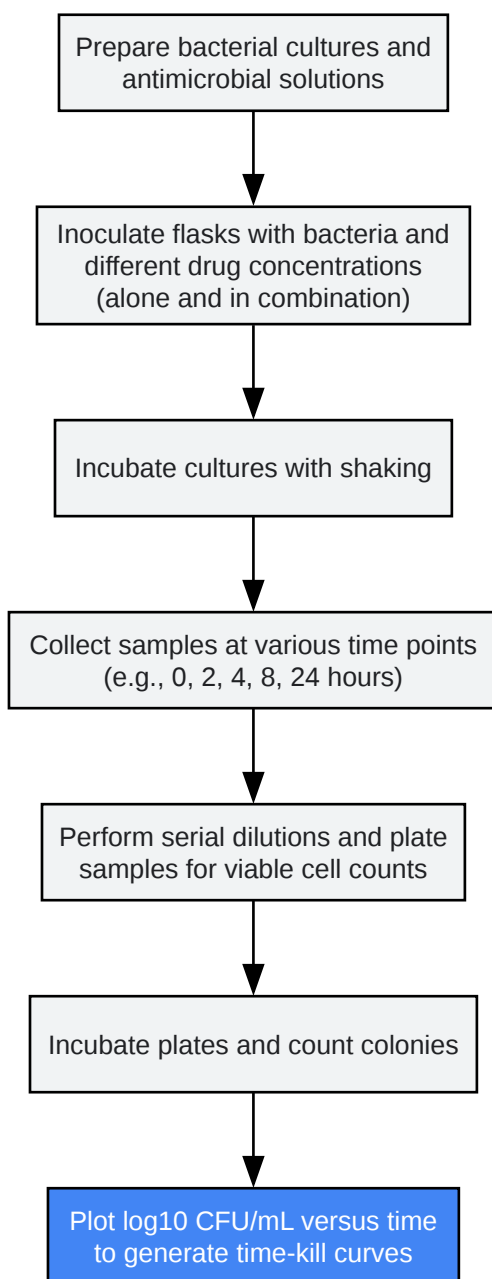 Prepare bacterial cultures and
antimicrobial solutions
Inoculate flasks with bacteria and
different drug concentrations
(alone and in combination)
Incubate cultures with shaking
Collect samples at various time points
(e.g., 0, 2, 4, 8, 24 hours)
Perform serial dilutions and plate
samples for viable cell counts
Incubate plates and count colonies
Plot log10 CFU/mL versus time
to generate time-kill curves